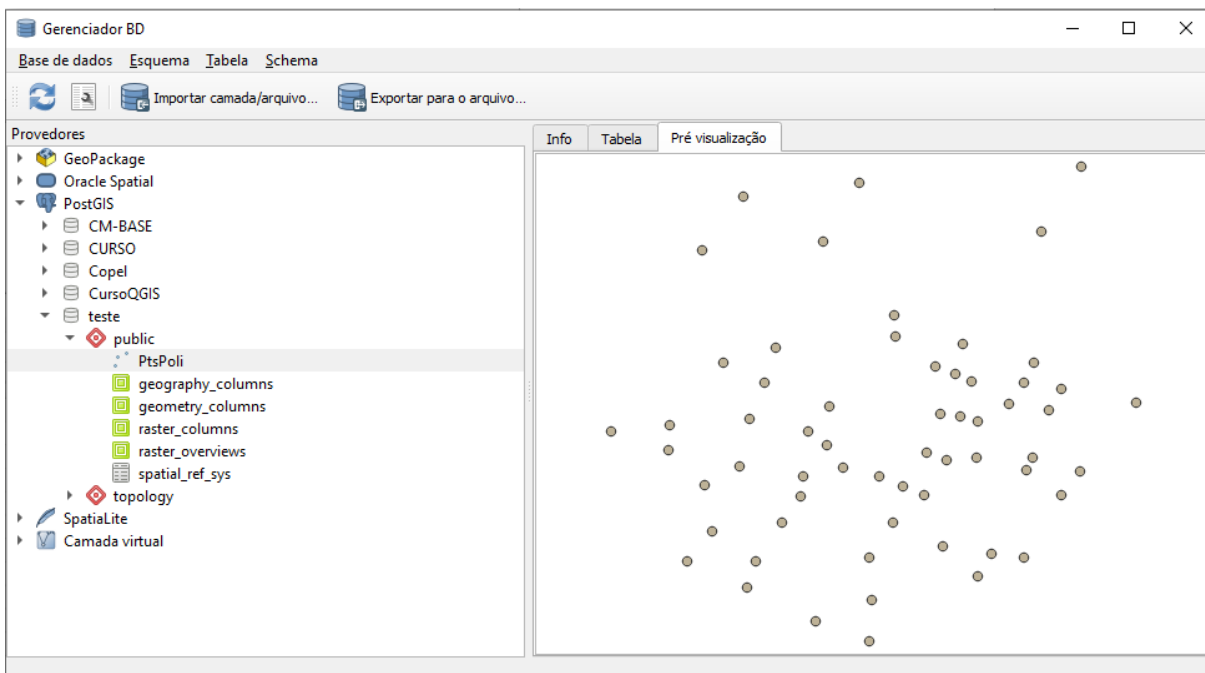 Gerenciador BD
Base de dados Esquema Tabela Schema
Importar camada/arquivo... Exportar para o arquivo...
Provedores
GeoPackage
Oracle Spatial
PostGIS
CM-BASE
CURSO
Copel
CursoQGIS
teste
public
PtsPoli
geography_columns
geometry_columns
raster_columns
raster_overviews
spatial_ref_sys
topology
SpatiaLite
Camada virtual
Info Tabela Pré visualização